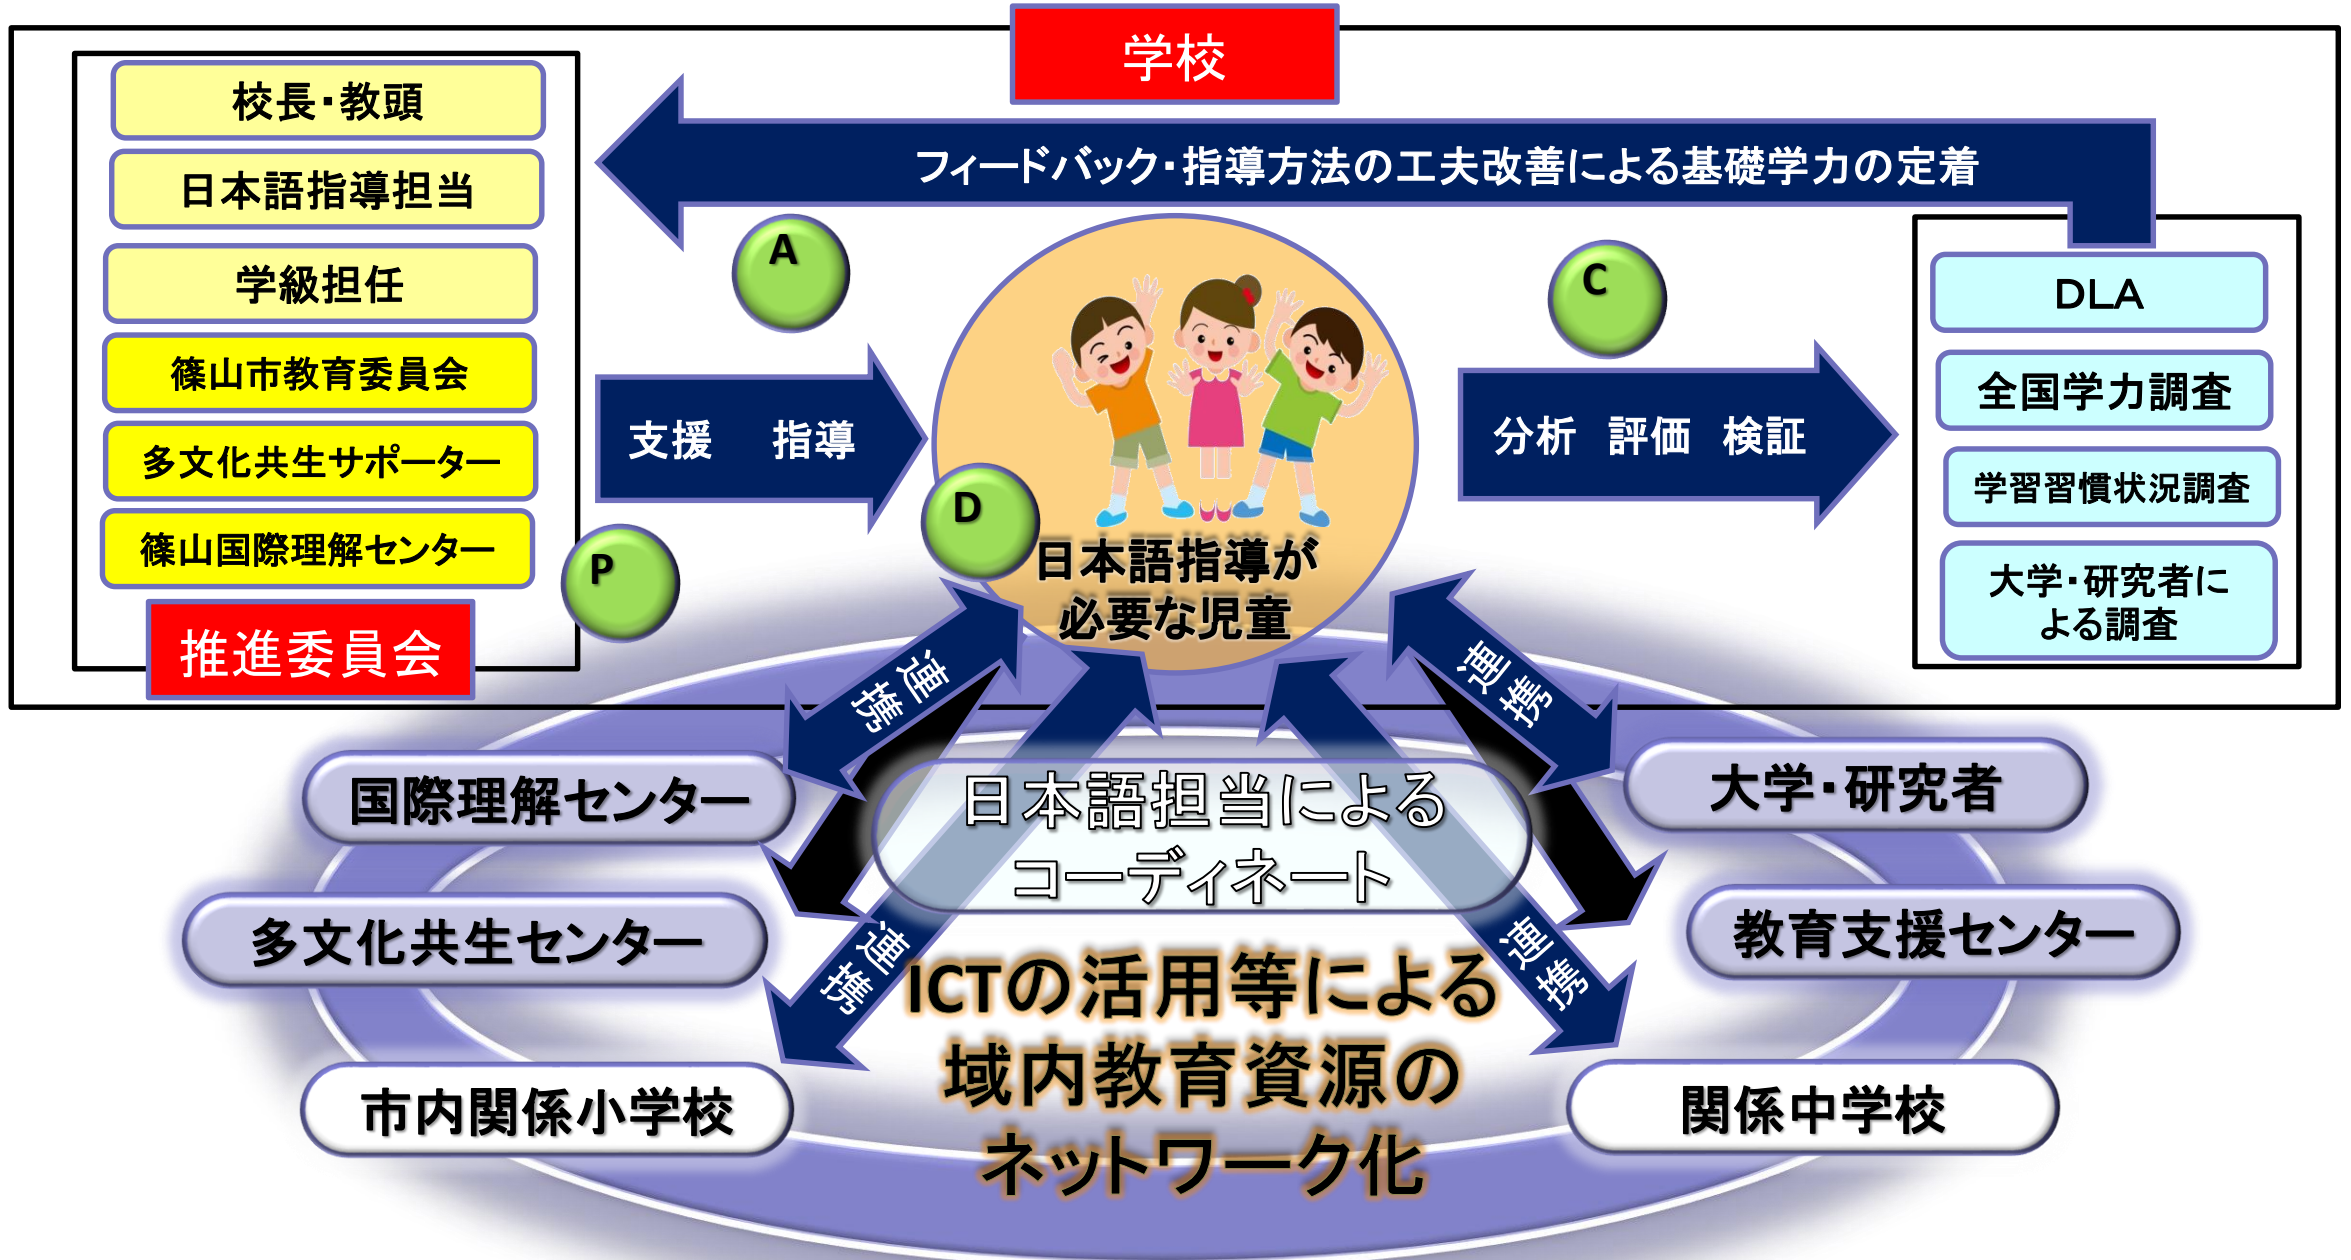 学校
校長・教頭
日本語指導担当
学級担任
篠山市教育委員会
多文化共生サポーター
篠山国際理解センター
推進委員会
フィードバック・指導方法の工夫改善による基礎学力の定着
A
C
P
D
支援 指導
分析 評価 検証
DLA
全国学力調査
学習習慣状況調査
大学・研究者に
よる調査
日本語指導が
必要な児童
連携
連携
連携
連携
国際理解センター
多文化共生センター
市内関係小学校
日本語担当による
コーディネート
ICTの活用等による
域内教育資源の
ネットワーク化
大学・研究者
教育支援センター
関係中学校